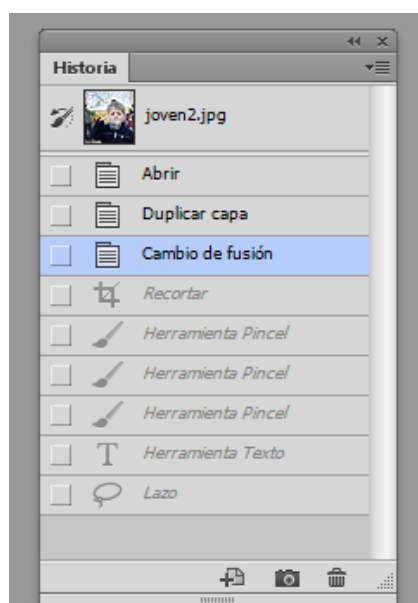 Historia
joven2.jpg
Abrir
Duplicar capa
Cambio de fusión
Recortar
Herramienta Pincel
Herramienta Pincel
Herramienta Pincel
Herramienta Texto
Lazo